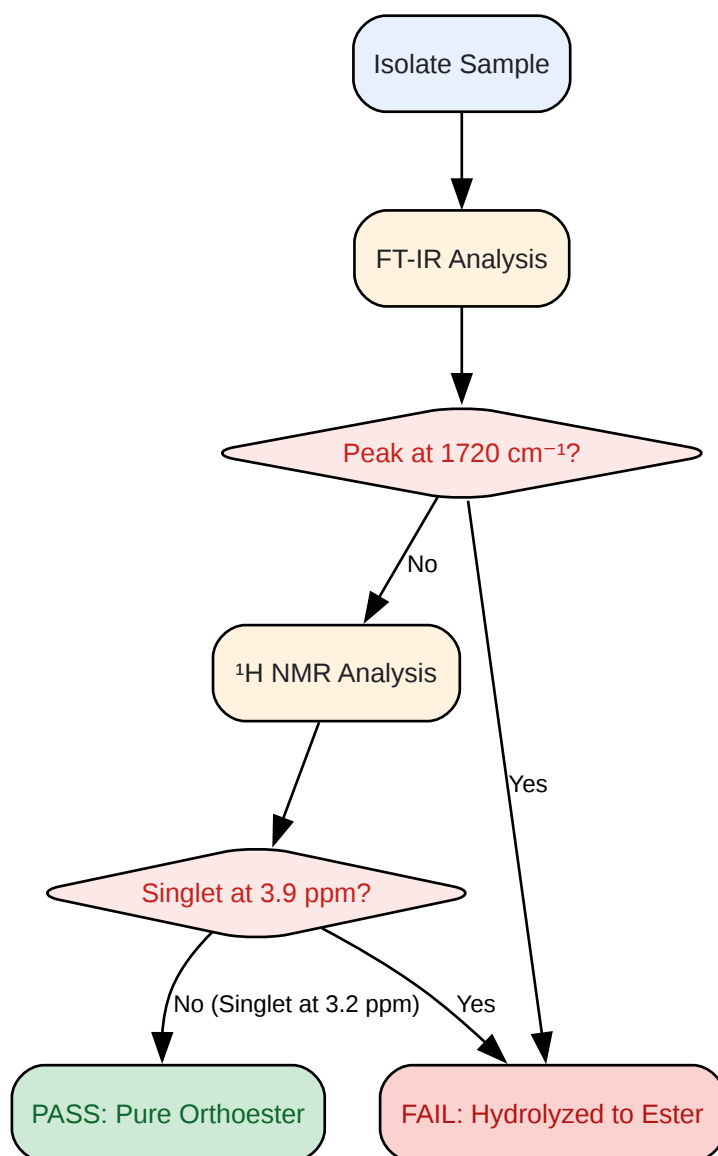 Isolate Sample
FT-IR Analysis
Peak at 1720 cm⁻¹?
No
¹H NMR Analysis
Yes
Singlet at 3.9 ppm?
No (Singlet at 3.2 ppm)
Yes
PASS: Pure Orthoester
FAIL: Hydrolyzed to Ester